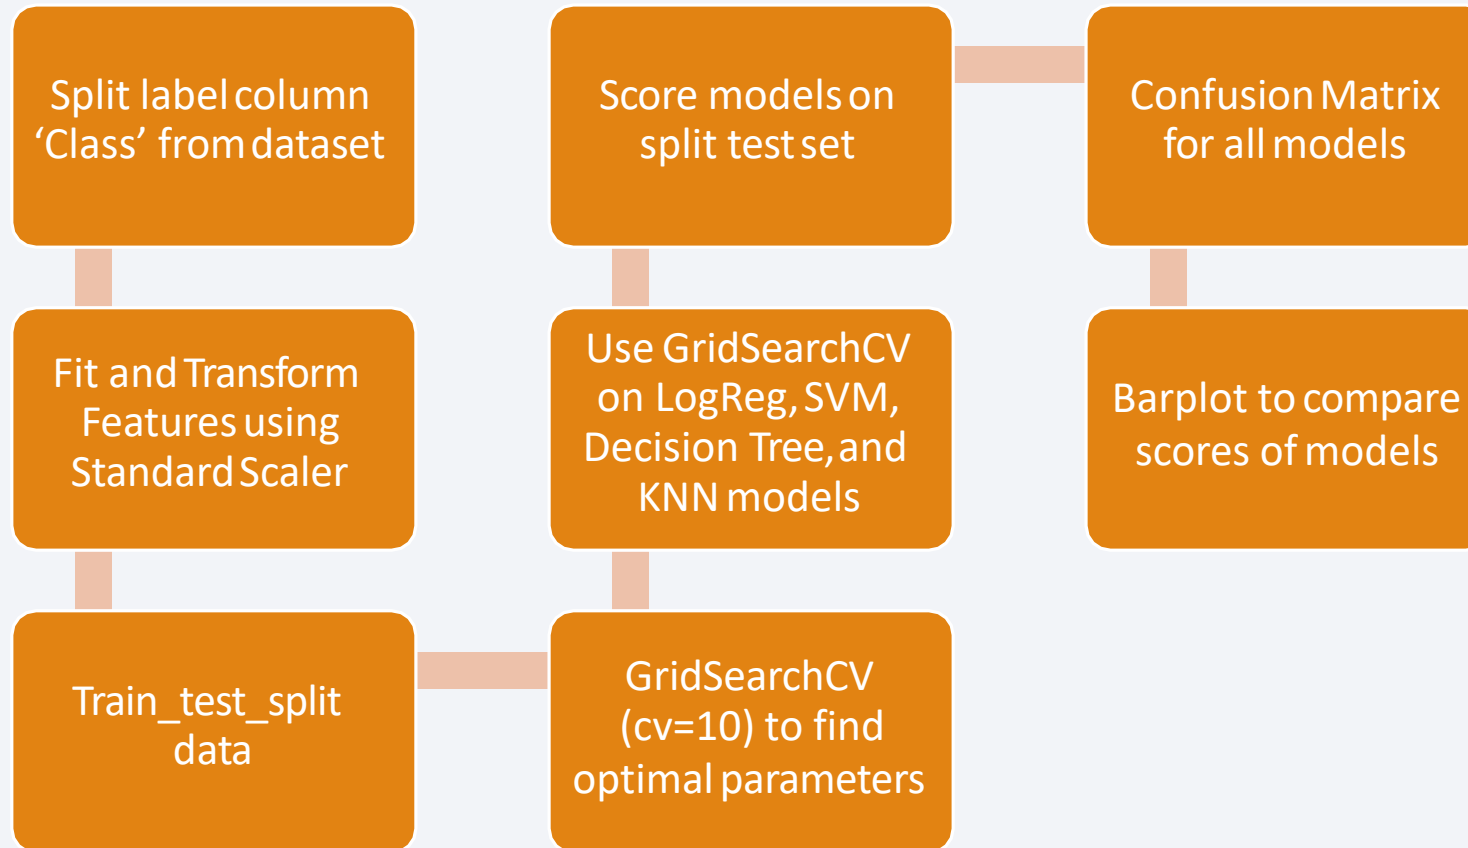 Split label column
‘Class’ from dataset
Fit and Transform
Features using
Standard Scaler
Train_test_split
data
GridSearchCV
(cv=10) to find
optimal parameters
Use GridSearchCV
on LogReg, SVM,
Decision Tree, and
KNN models
Score models on
split test set
Confusion Matrix
for all models
Barplot to compare
scores of models